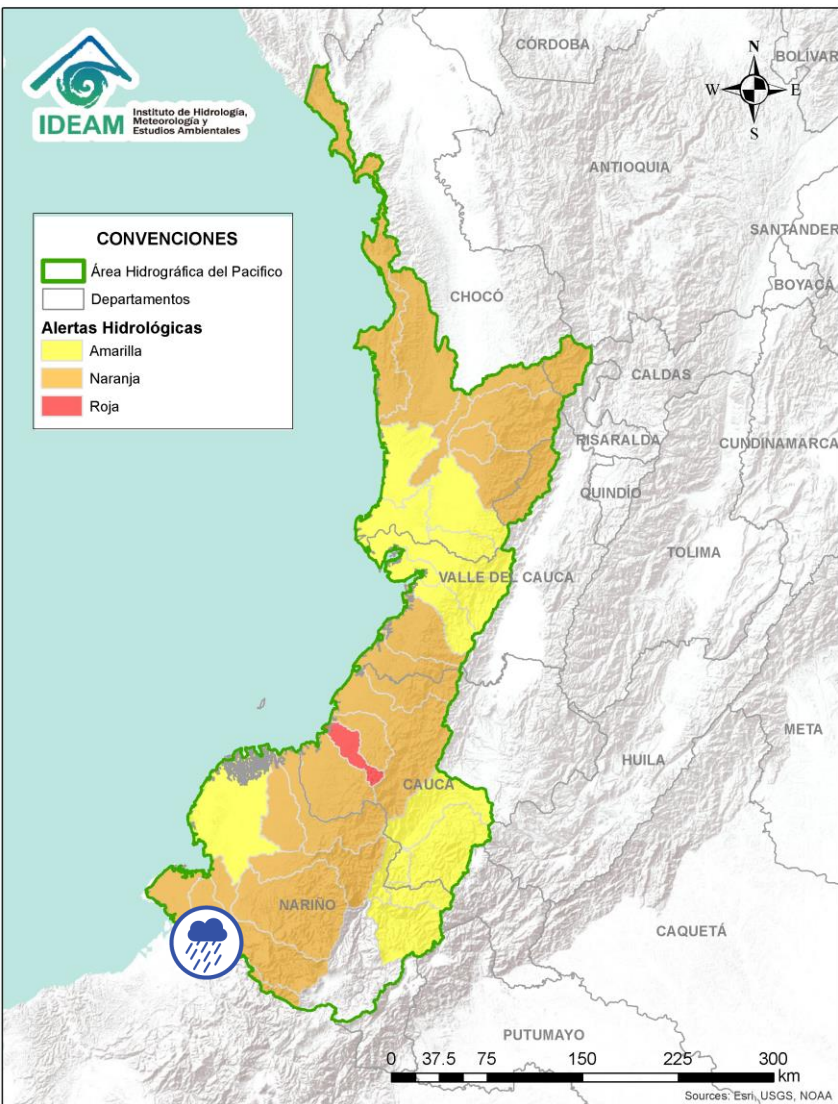 IDEAM
Instituto de Hidrología,
Meteorología y
Estudios Ambientales
CÓRDOBA
BOLÍVAR
N
W
E
S
ANTIOQUIA
SANTANDER
BOYACÁ
CONVENCIONES
Área Hidrográfica del Pacifico
Departamentos
Alertas Hidrológicas
Amarilla
Naranja
Roja
CHOCÓ
CALDAS
RISARALDA
CUNDINAMARCA
QUINDÍO
TOLIMA
VALLE DEL CAUCA
META
HUILA
CAUCA
NARIÑO
CAQUETÁ
PUTUMAYO
0 37.5 75 150 225 300
km
Sources: Esri, USGS, NOAA